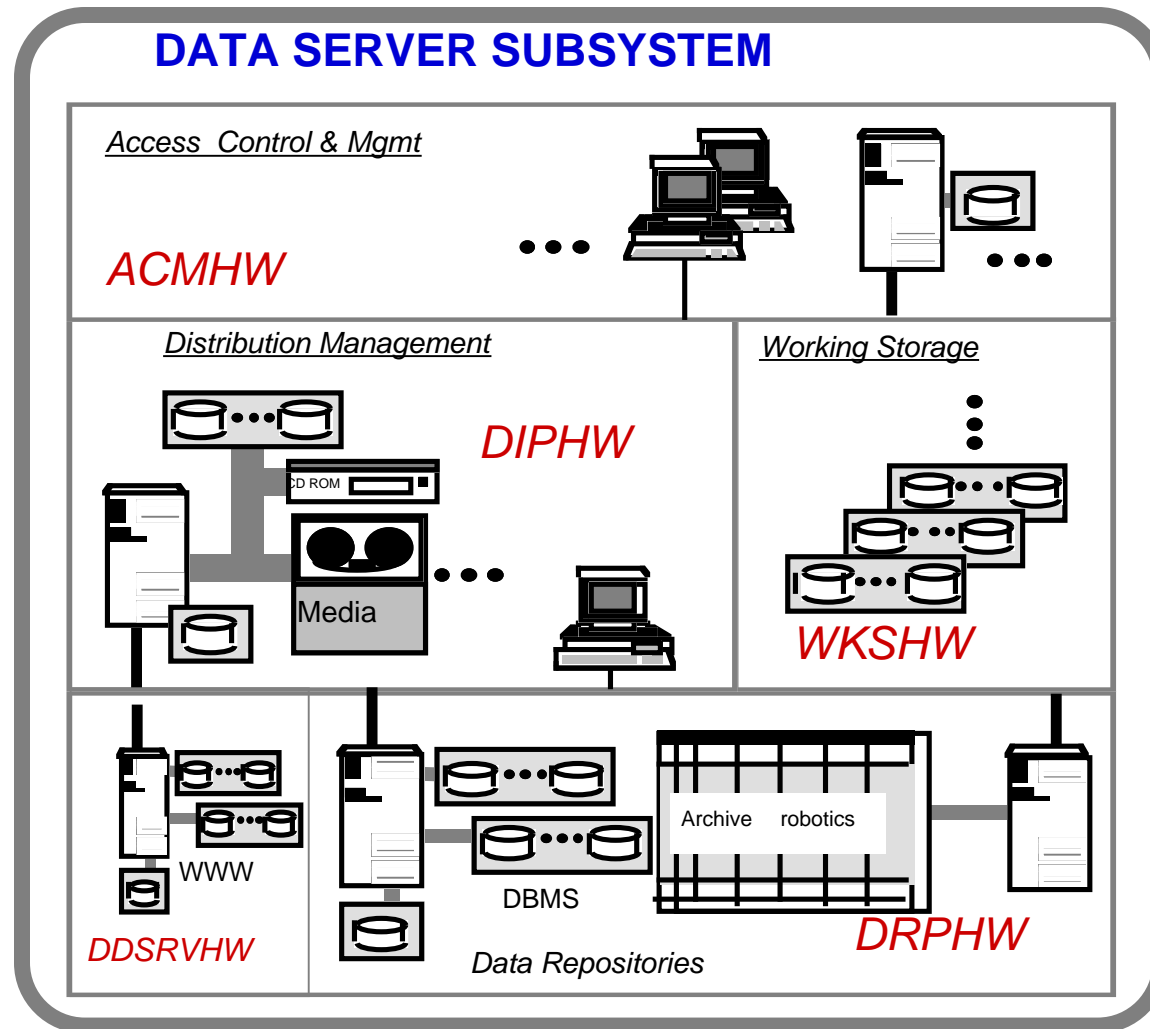 DATA SERVER SUBSYSTEM
Access Control & Mgmt
ACMHW
Distribution Management
DIPHW
CD ROM
Media
Working Storage
WKSHW
WWW
DDSRVHW
DBMS
Archive robotics
DRPHW
Data Repositories